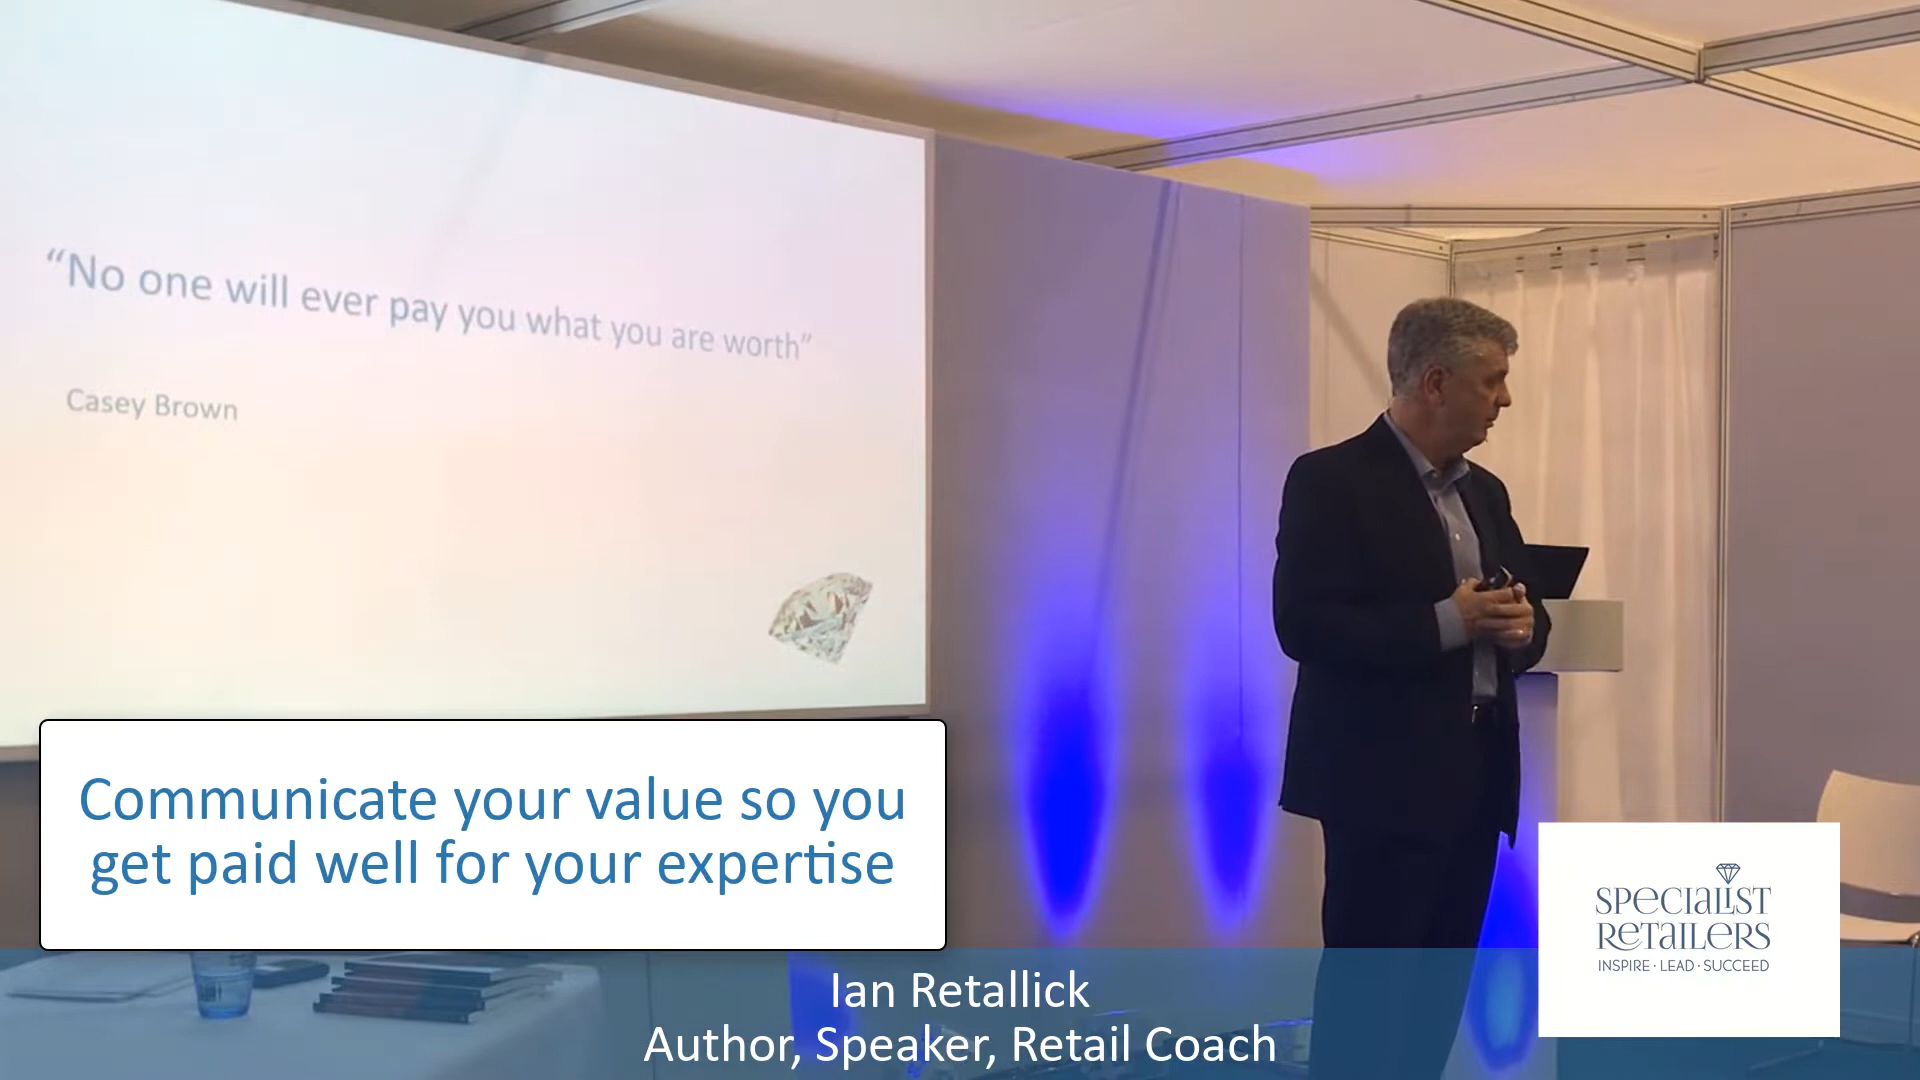 “No one will ever pay you what you are worth”
Casey Brown
Communicate your value so you
get paid well for your expertise
Ian Retallick
Author, Speaker, Retail Coach
SPECIALIST
RETAILERS
INSPIRE · LEAD · SUCCEED